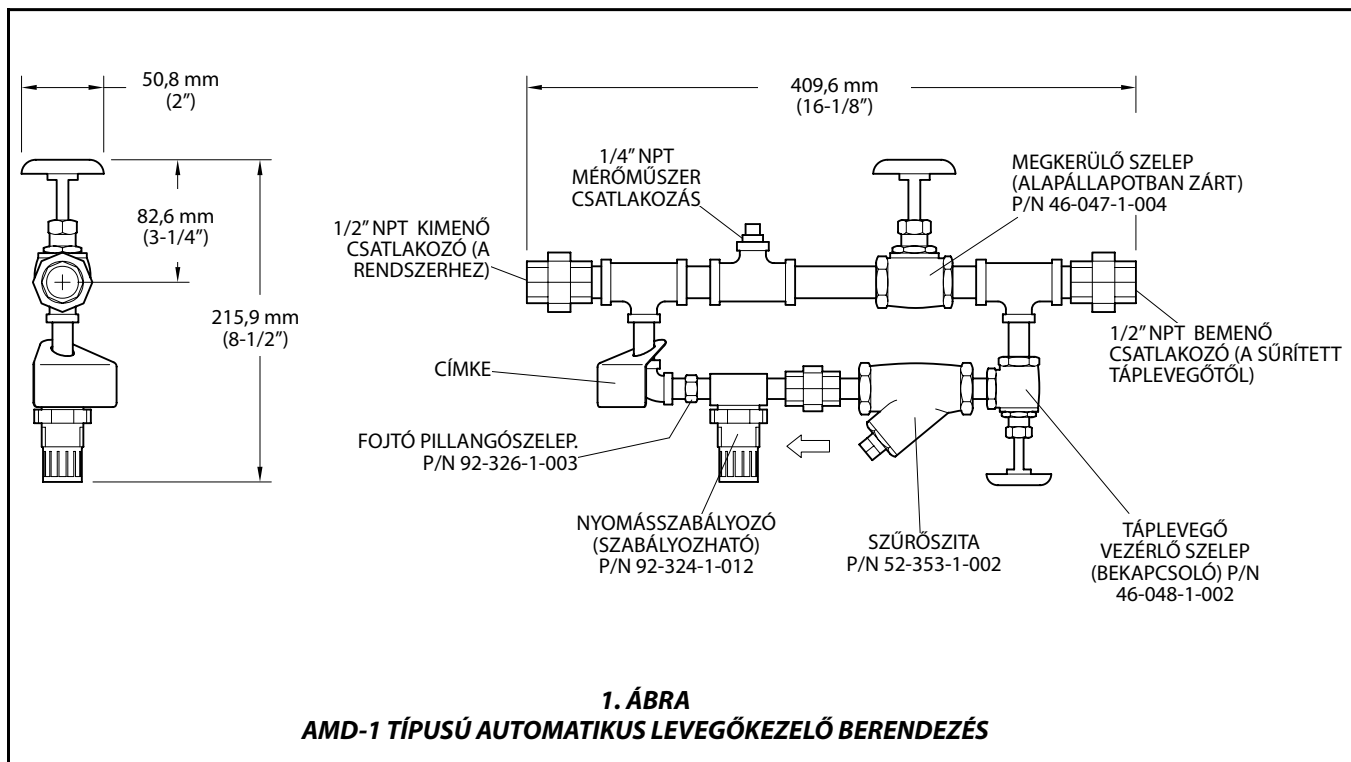 50,8 mm
(2”)
409,6 mm
(16-1/8”)
1/4” NPT
MÉRŐMŰSZER
CSATLAKOZÁS
MEGKERÜLŐ SZELEP
(ALAPÁLLAPOTBAN ZÁRT)
P/N 46-047-1-004
82,6 mm
(3-1/4”)
1/2” NPT KIMENŐ
CSATLAKOZÓ (A
RENDSZERHEZ)
215,9 mm
(8-1/2”)
1/2” NPT BEMENŐ
CSATLAKOZÓ (A SŰRÍTETT
TÁPLEVEGŐTŐL)
CÍMKE
FOJTÓ PILLANGÓSZELEP.
P/N 92-326-1-003
NYOMÁSSZABÁLYOZÓ
(SZABÁLYOZHATÓ)
P/N 92-324-1-012
SZŰRŐSZITA
P/N 52-353-1-002
TÁPLEVEGŐ
VEZÉRLŐ SZELEP
(BEKAPCSOLÓ) P/N
46-048-1-002
1. ÁBRA
AMD-1 TÍPUSÚ AUTOMATIKUS LEVEGŐKEZELŐ BERENDEZÉS